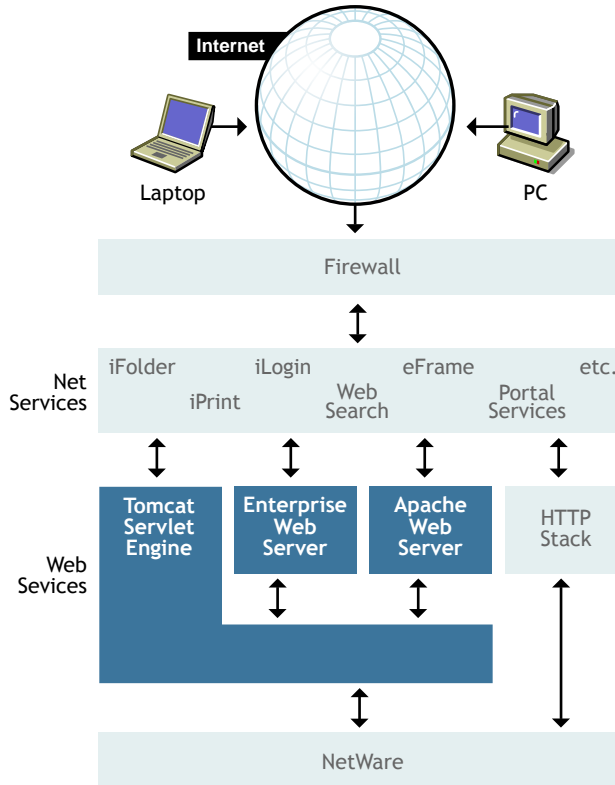 Internet
Laptop
PC
Firewall
Net
Services
iFolder
iLogin
eFrame
etc.
iPrint
Web
Search
Portal
Services
Web
Sevices
Tomcat
Servlet
Engine
Enterprise
Web
Server
Apache
Web
Server
HTTP
Stack
NetWare